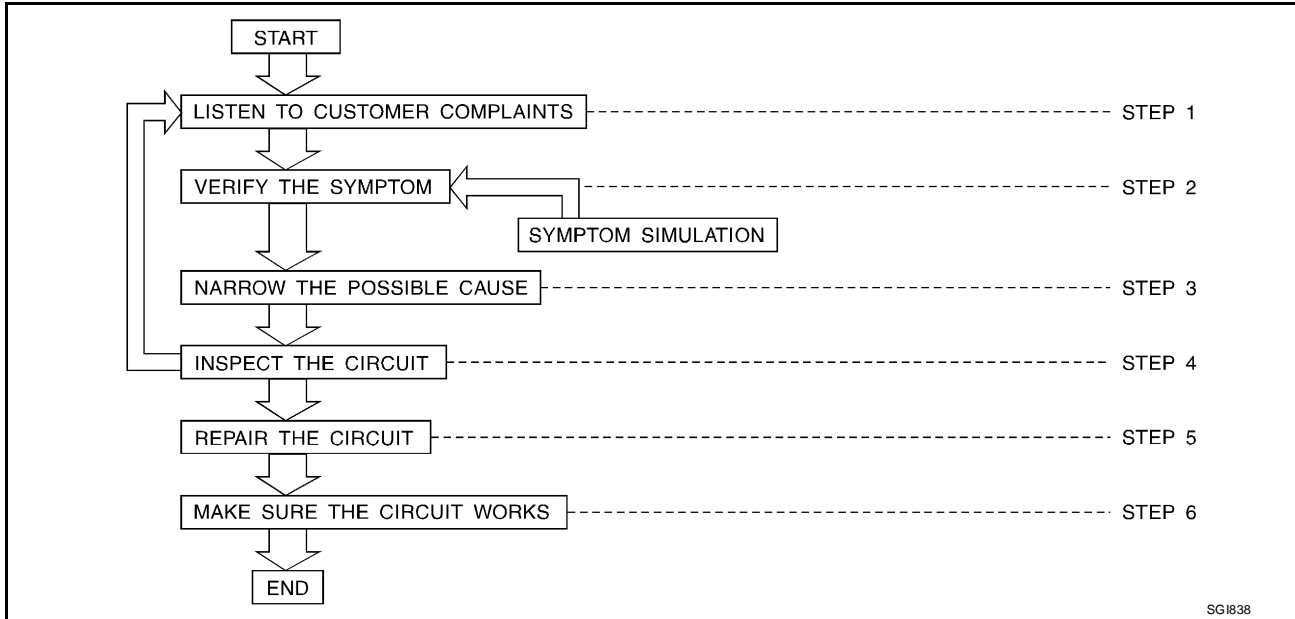 START
LISTEN TO CUSTOMER COMPLAINTS
STEP 1
VERIFY THE SYMPTOM
STEP 2
SYMPTOM SIMULATION
NARROW THE POSSIBLE CAUSE
STEP 3
INSPECT THE CIRCUIT
STEP 4
REPAIR THE CIRCUIT
STEP 5
MAKE SURE THE CIRCUIT WORKS
STEP 6
END
SGI838